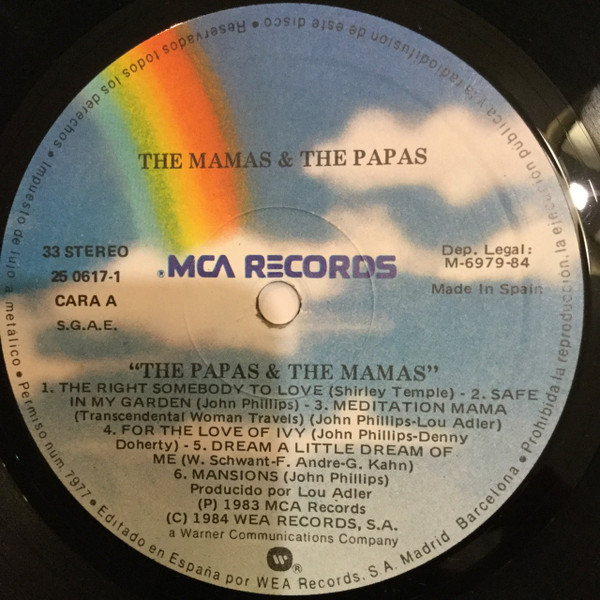 THE MAMAS & THE PAPAS
33 STEREO
25 0617-1
CARA A
S.G.A.E.
® MCA RECORDS
Dep. Legal:
M-6979-84
Made In Spain
"THE PAPAS & THE MAMAS"
1. THE RIGHT SOMEBODY TO LOVE (Shirley Temple) - 2. SAFE
IN MY GARDEN (John Phillips) - 3. MEDITATION MAMA
(Transcendental Woman Travels) (John Phillips-Lou Adler)
4. FOR THE LOVE OF IVY (John Phillips-Denny
Doherty) - 5. DREAM A LITTLE DREAM OF
ME (W. Schwant-F. Andre-G. Kahn)
6. MANSIONS (John Phillips)
Producido por Lou Adler
(P) 1983 MCA Records
(C) 1984 WEA RECORDS, S.A.
a Warner Communications Company
W ®
Editado en España por WEA Records, S.A. Madrid Barcelona • Prohibida la reproducción, la ejecución pública y la radiodifusion de este disco • Reservados todos los derechos • Impuesto de lujo a metálico • Permiso núm. 7977 •